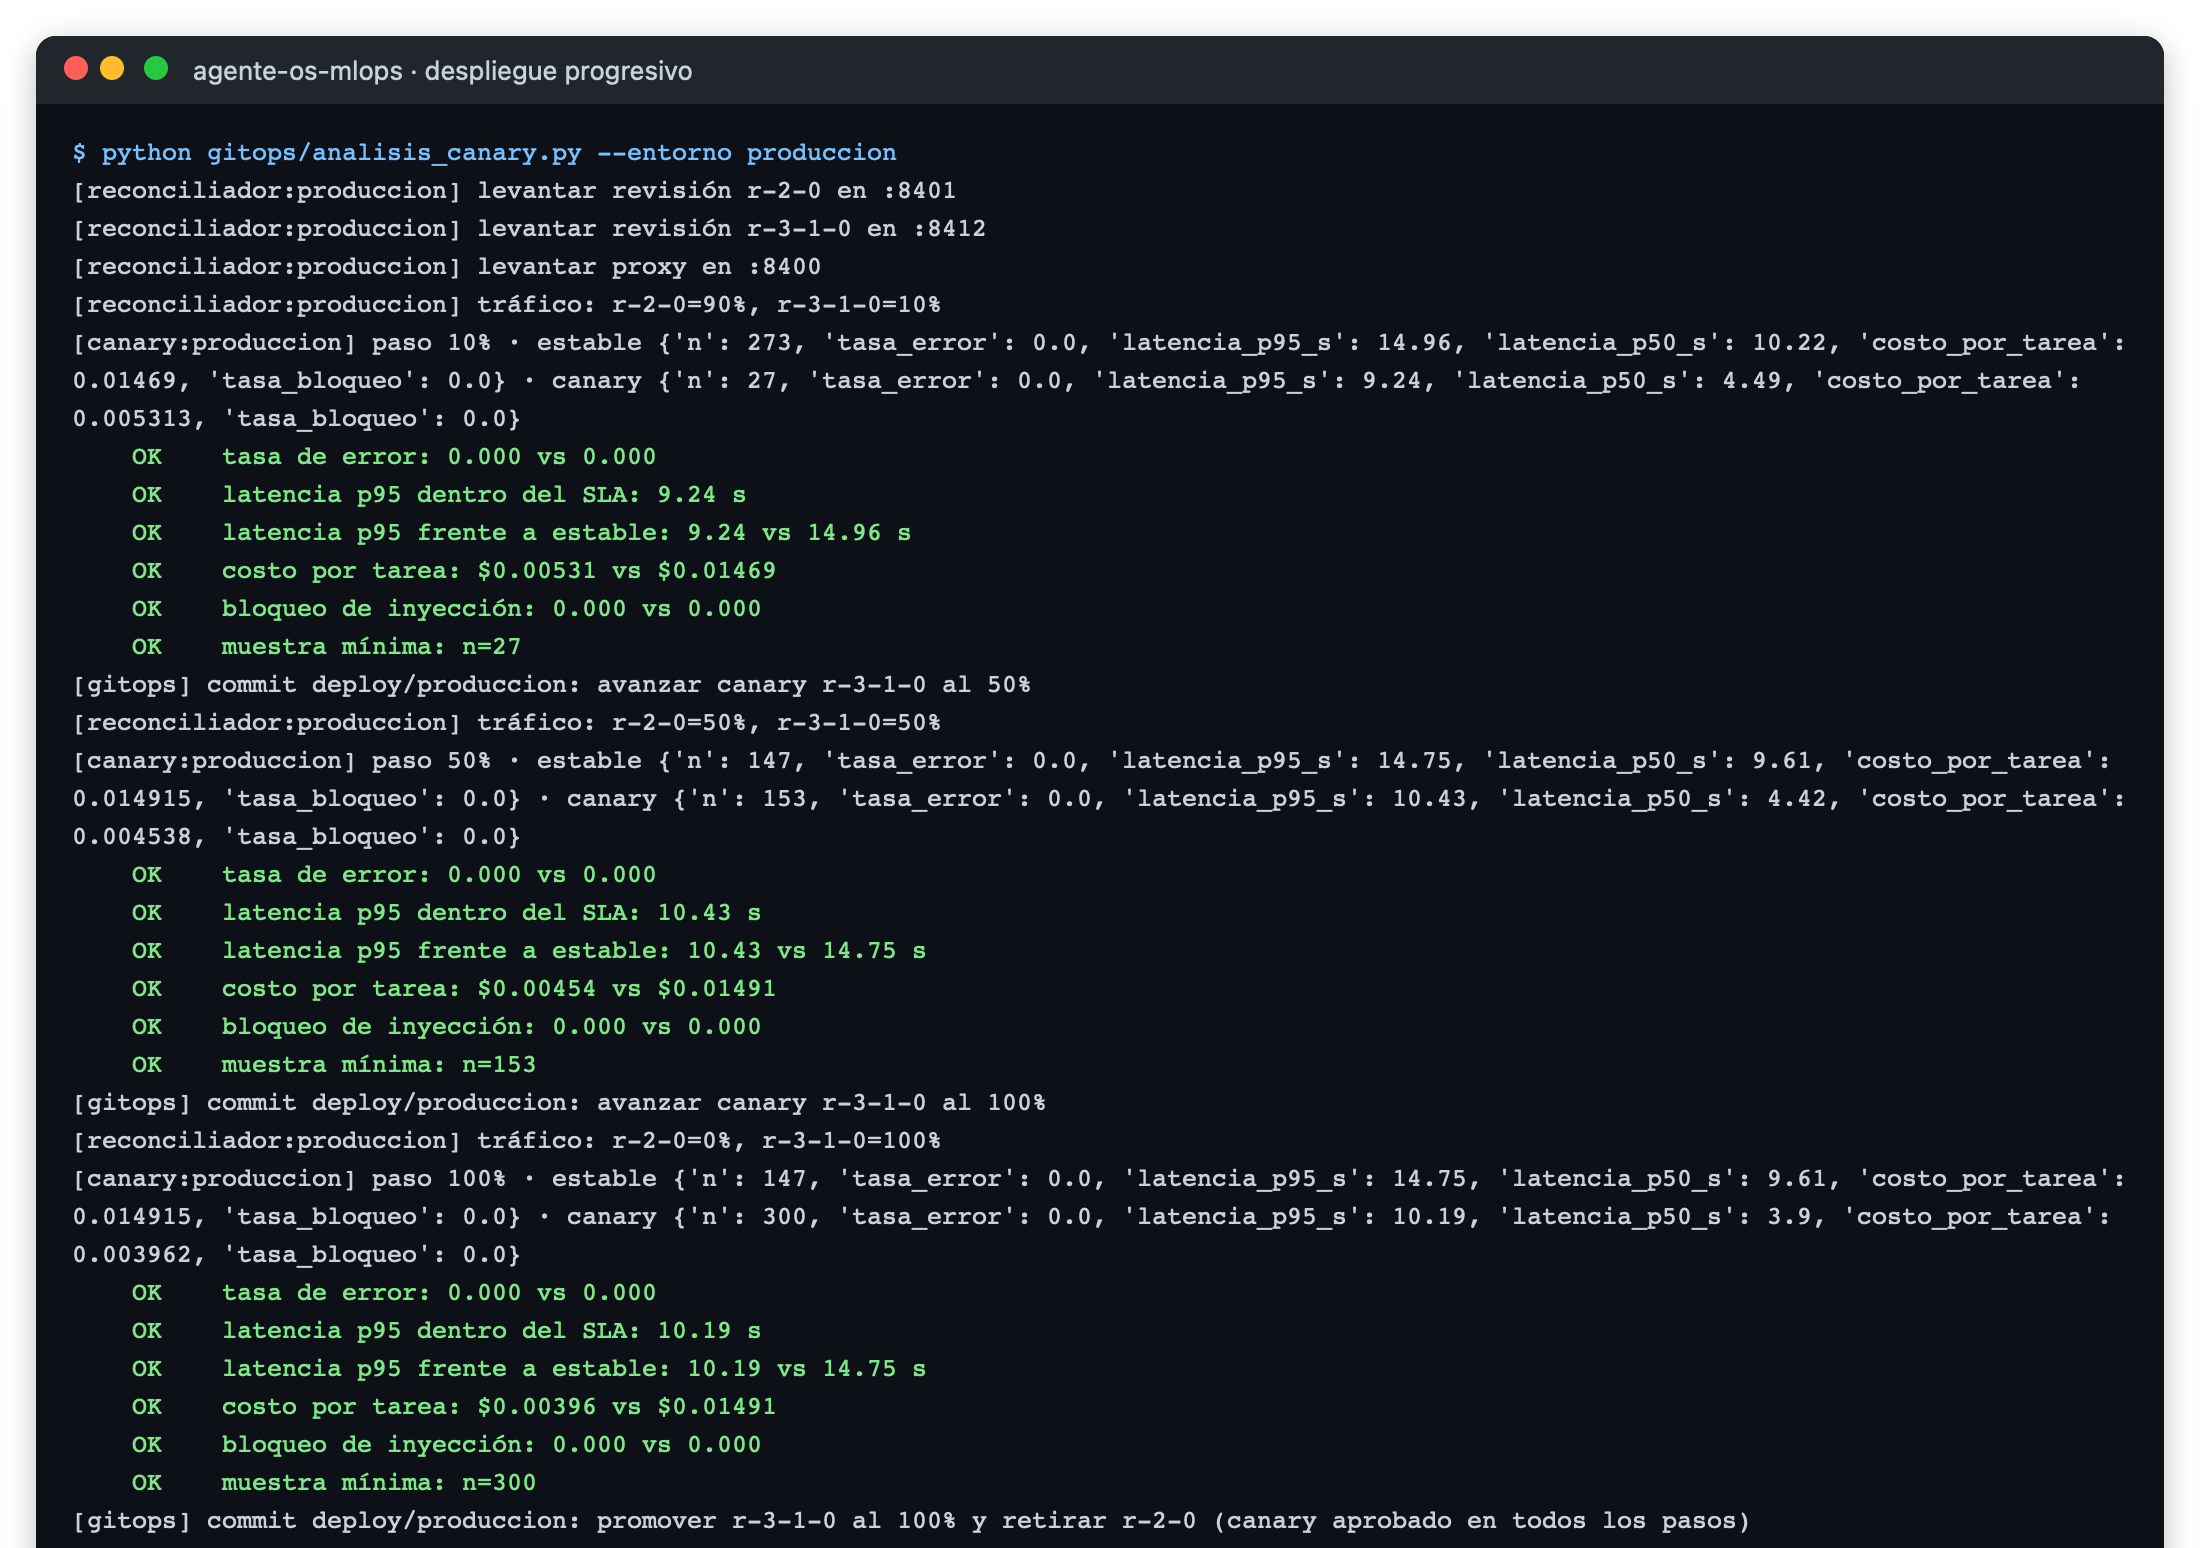 agente-os-mlops · despliegue progresivo
$ python gitops/analisis_canary.py --entorno produccion
[reconciliador:produccion] levantar revisión r-2-0 en :8401
[reconciliador:produccion] levantar revisión r-3-1-0 en :8412
[reconciliador:produccion] levantar proxy en :8400
[reconciliador:produccion] tráfico: r-2-0=90%, r-3-1-0=10%
[canary:produccion] paso 10% · estable {'n': 273, 'tasa_error': 0.0, 'latencia_p95_s': 14.96, 'latencia_p50_s': 10.22, 'costo_por_tarea':
0.01469, 'tasa_bloqueo': 0.0} · canary {'n': 27, 'tasa_error': 0.0, 'latencia_p95_s': 9.24, 'latencia_p50_s': 4.49, 'costo_por_tarea':
0.005313, 'tasa_bloqueo': 0.0}
OK tasa de error: 0.000 vs 0.000
OK latencia p95 dentro del SLA: 9.24 s
OK latencia p95 frente a estable: 9.24 vs 14.96 s
OK costo por tarea: $0.00531 vs $0.01469
OK bloqueo de inyección: 0.000 vs 0.000
OK muestra mínima: n=27
[gitops] commit deploy/produccion: avanzar canary r-3-1-0 al 50%
[reconciliador:produccion] tráfico: r-2-0=50%, r-3-1-0=50%
[canary:produccion] paso 50% · estable {'n': 147, 'tasa_error': 0.0, 'latencia_p95_s': 14.75, 'latencia_p50_s': 9.61, 'costo_por_tarea':
0.014915, 'tasa_bloqueo': 0.0} · canary {'n': 153, 'tasa_error': 0.0, 'latencia_p95_s': 10.43, 'latencia_p50_s': 4.42, 'costo_por_tarea':
0.004538, 'tasa_bloqueo': 0.0}
OK tasa de error: 0.000 vs 0.000
OK latencia p95 dentro del SLA: 10.43 s
OK latencia p95 frente a estable: 10.43 vs 14.75 s
OK costo por tarea: $0.00454 vs $0.01491
OK bloqueo de inyección: 0.000 vs 0.000
OK muestra mínima: n=153
[gitops] commit deploy/produccion: avanzar canary r-3-1-0 al 100%
[reconciliador:produccion] tráfico: r-2-0=0%, r-3-1-0=100%
[canary:produccion] paso 100% · estable {'n': 147, 'tasa_error': 0.0, 'latencia_p95_s': 14.75, 'latencia_p50_s': 9.61, 'costo_por_tarea':
0.014915, 'tasa_bloqueo': 0.0} · canary {'n': 300, 'tasa_error': 0.0, 'latencia_p95_s': 10.19, 'latencia_p50_s': 3.9, 'costo_por_tarea':
0.003962, 'tasa_bloqueo': 0.0}
OK tasa de error: 0.000 vs 0.000
OK latencia p95 dentro del SLA: 10.19 s
OK latencia p95 frente a estable: 10.19 vs 14.75 s
OK costo por tarea: $0.00396 vs $0.01491
OK bloqueo de inyección: 0.000 vs 0.000
OK muestra mínima: n=300
[gitops] commit deploy/produccion: promover r-3-1-0 al 100% y retirar r-2-0 (canary aprobado en todos los pasos)